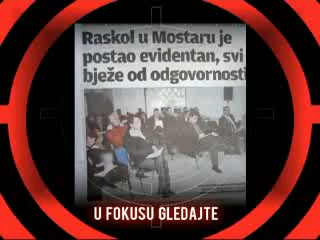 Raskol u Mostaru je
postao evidentan, svi
bježe od odgovornosti
U FOKUSU GLEDAJTE